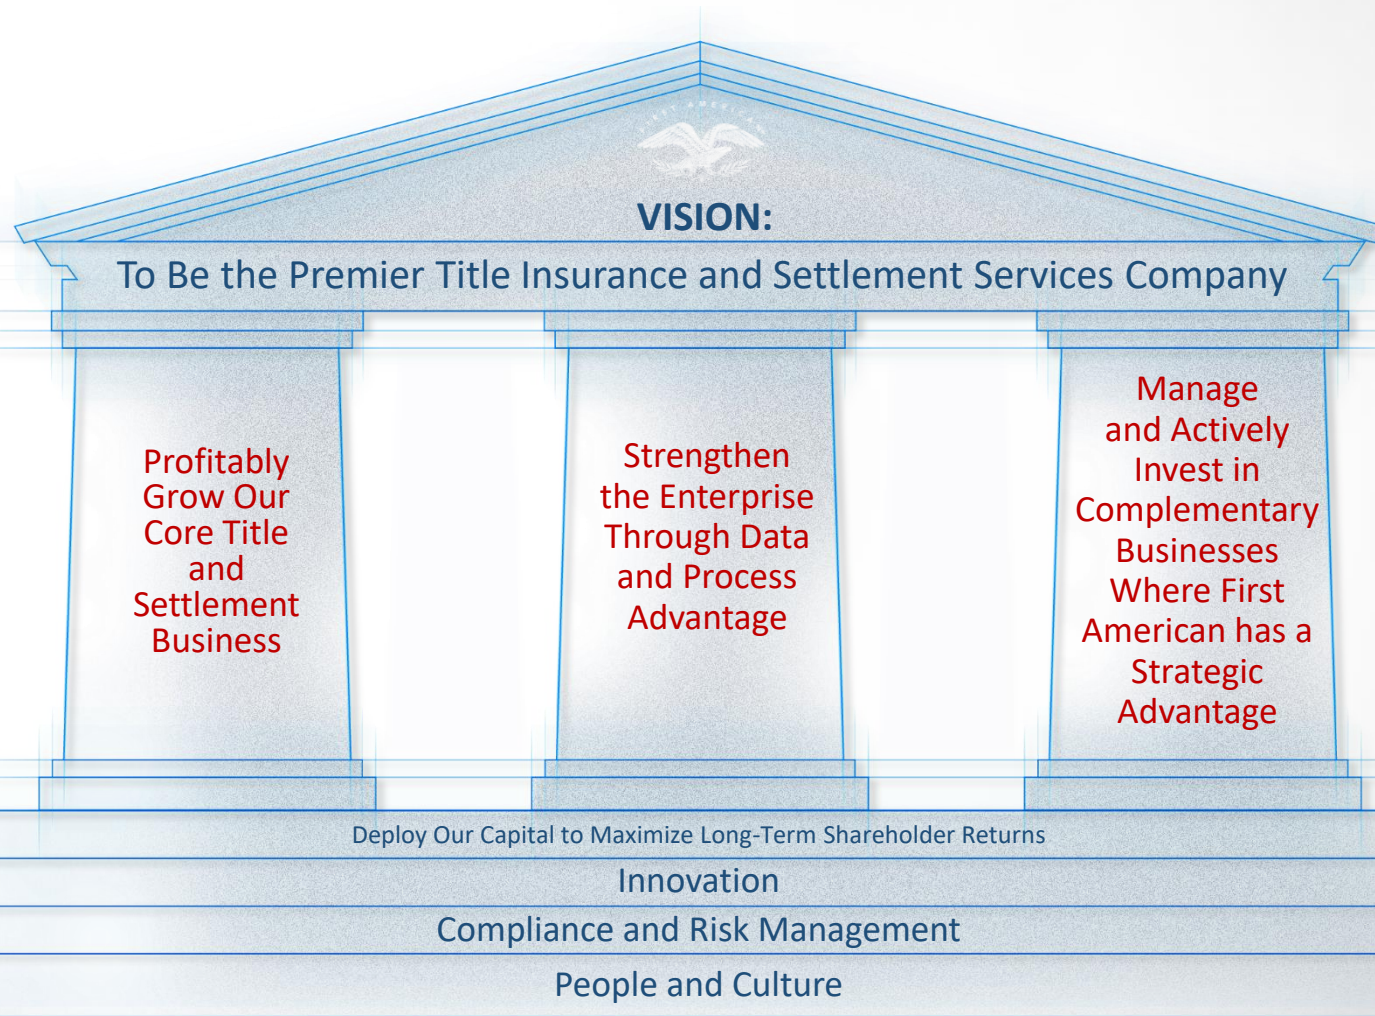 FIRST AMERICAN
VISION:
To Be the Premier Title Insurance and Settlement Services Company
Profitably
Grow Our
Core Title
and
Settlement
Business
Strengthen
the Enterprise
Through Data
and Process
Advantage
Manage
and Actively
Invest in
Complementary
Businesses
Where First
American has a
Strategic
Advantage
Deploy Our Capital to Maximize Long-Term Shareholder Returns
Innovation
Compliance and Risk Management
People and Culture